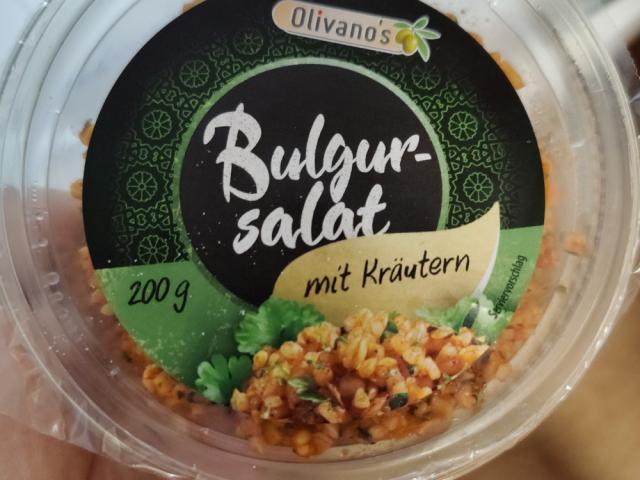 Olivano's
Bulgur-
salat
mit Kräutern
200 g
Serviervorschlag